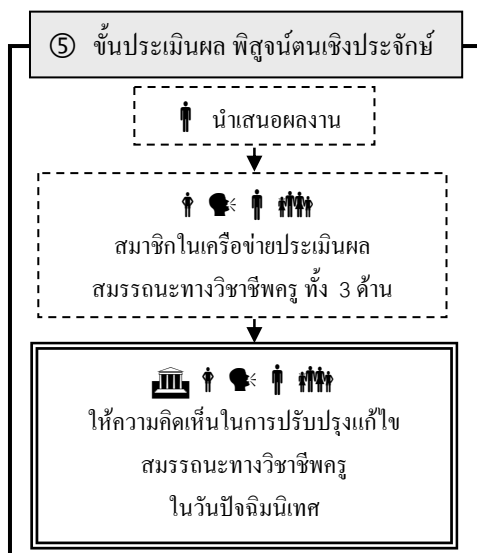 ⑤ ขั้นประเมินผล พิสูจน์ตนเชิงประจักษ์
นำเสนอผลงาน
สมาชิกในเครือข่ายประเมินผล
สมรรถนะทางวิชาชีพครู ทั้ง 3 ด้าน
ให้ความคิดเห็นในการปรับปรุงแก้ไข
สมรรถนะทางวิชาชีพครู
ในวันปัจฉิมนิเทศ